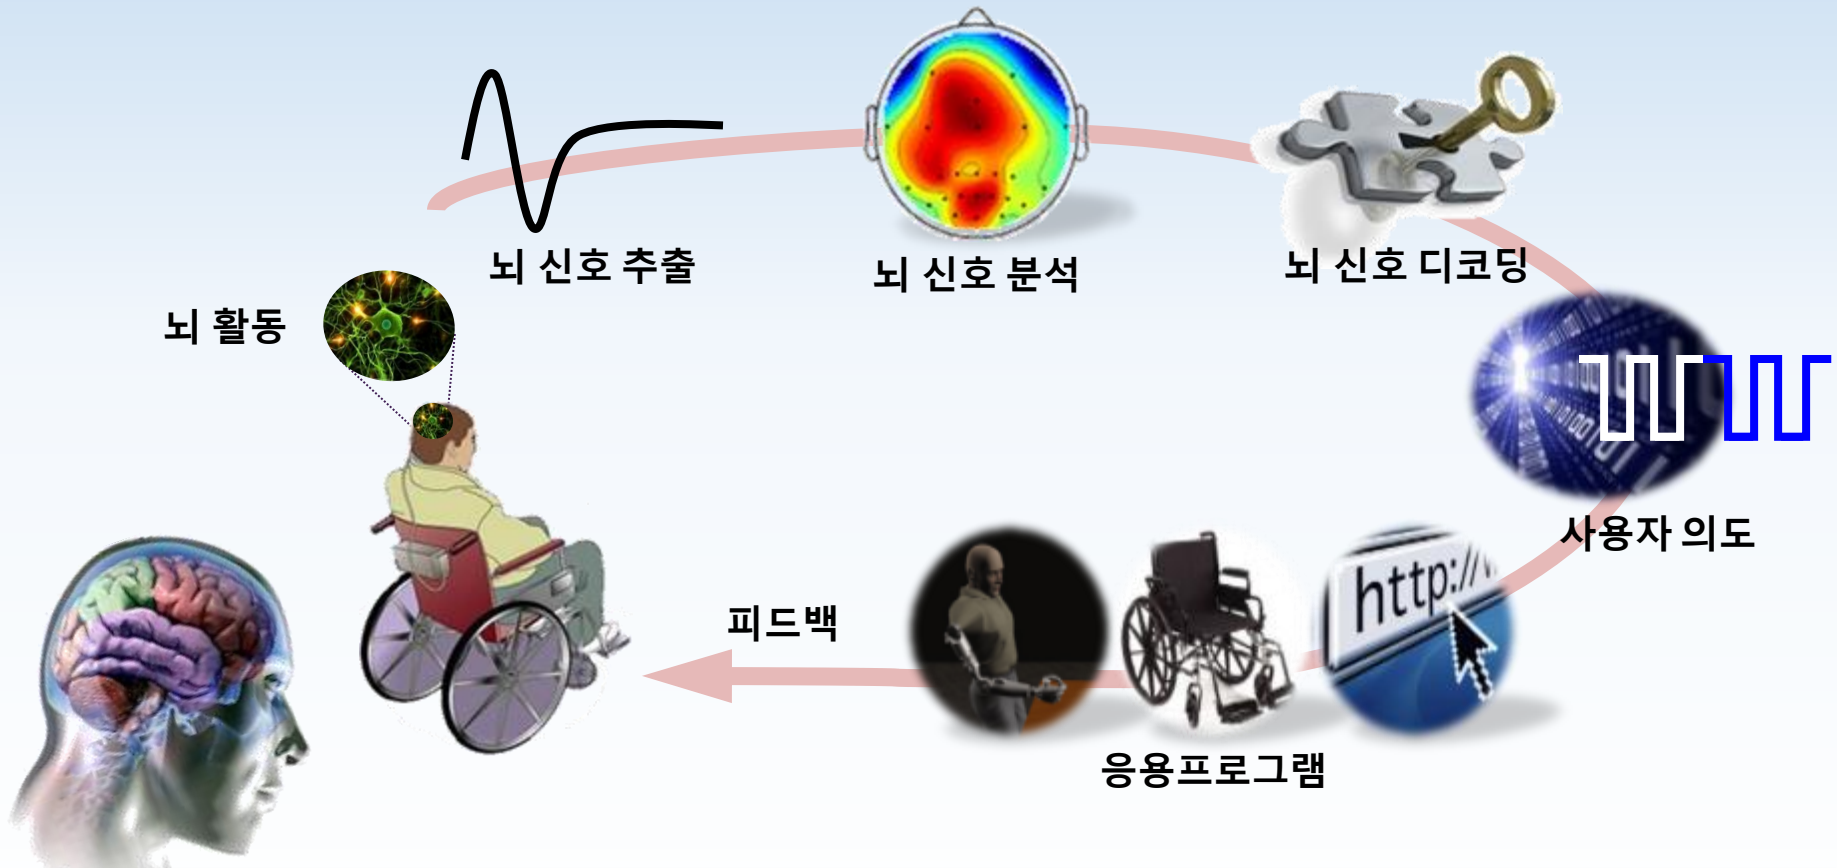 뇌 신호 추출
뇌 신호 분석
뇌 신호 디코딩
뇌 활동
사용자 의도
http://
피드백
응용프로그램